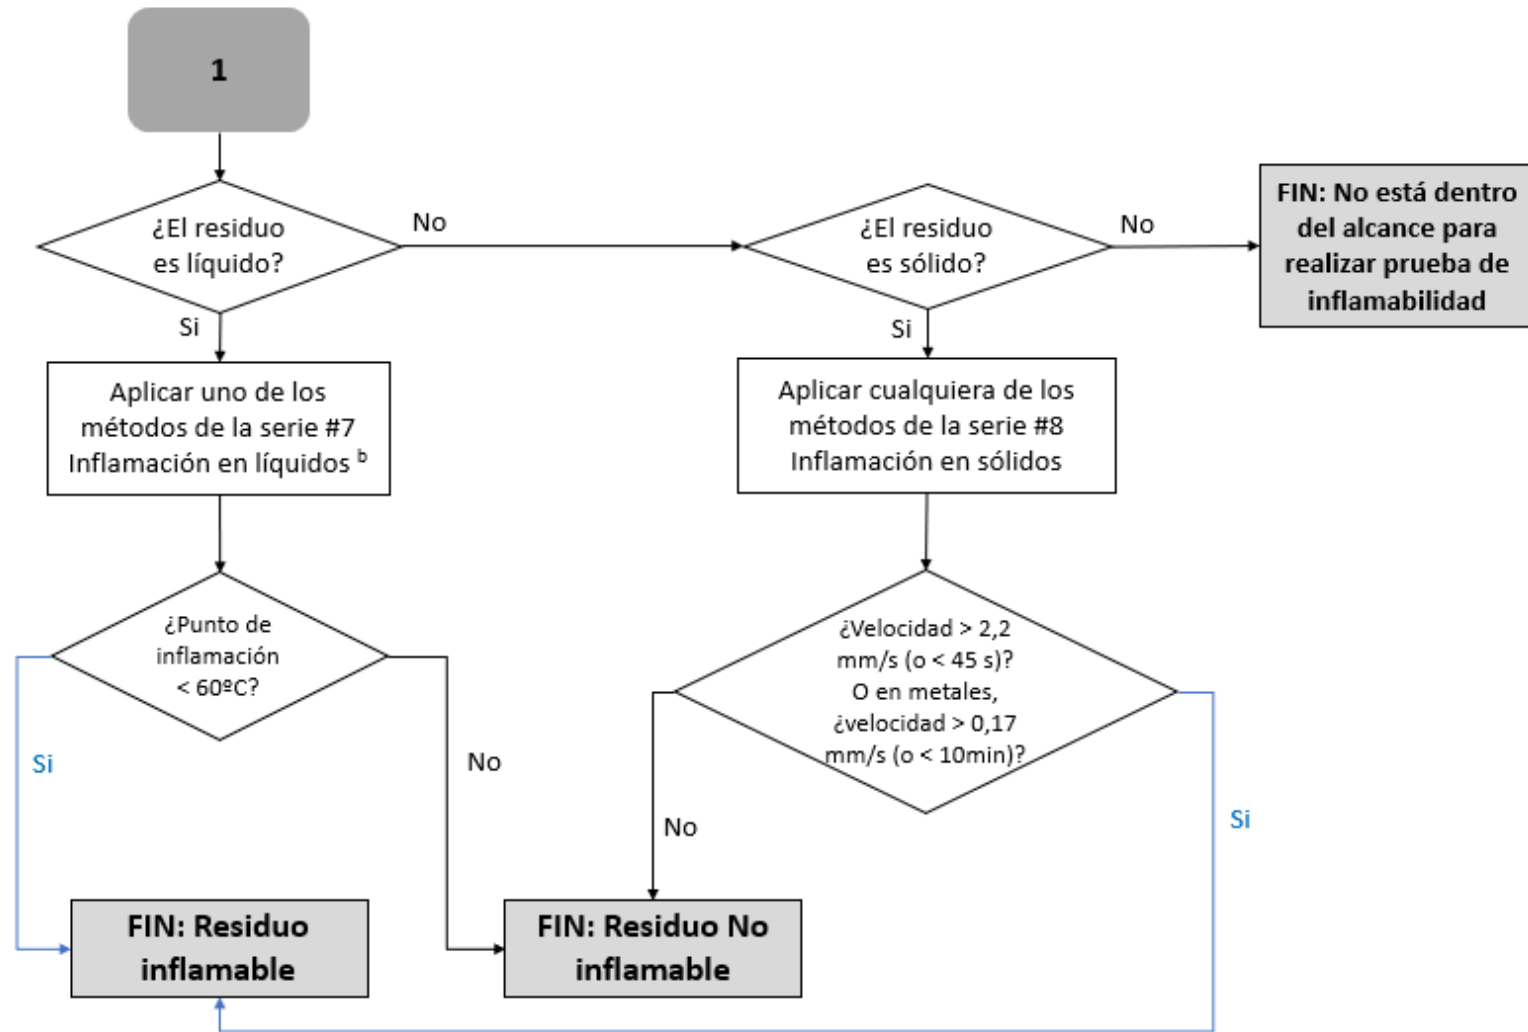 1
¿El residuo
es líquido?
No
¿El residuo
es sólido?
No
FIN: No está dentro
del alcance para
realizar prueba de
inflamabilidad
Si
Si
Aplicar uno de los
métodos de la serie #7
Inflamación en líquidos b
Aplicar cualquiera de los
métodos de la serie #8
Inflamación en sólidos
¿Punto de
inflamación
< 60ºC?
¿Velocidad > 2,2
mm/s (o < 45 s)?
O en metales,
¿velocidad > 0,17
mm/s (o < 10min)?
Si
No
No
Si
FIN: Residuo
inflamable
FIN: Residuo No
inflamable